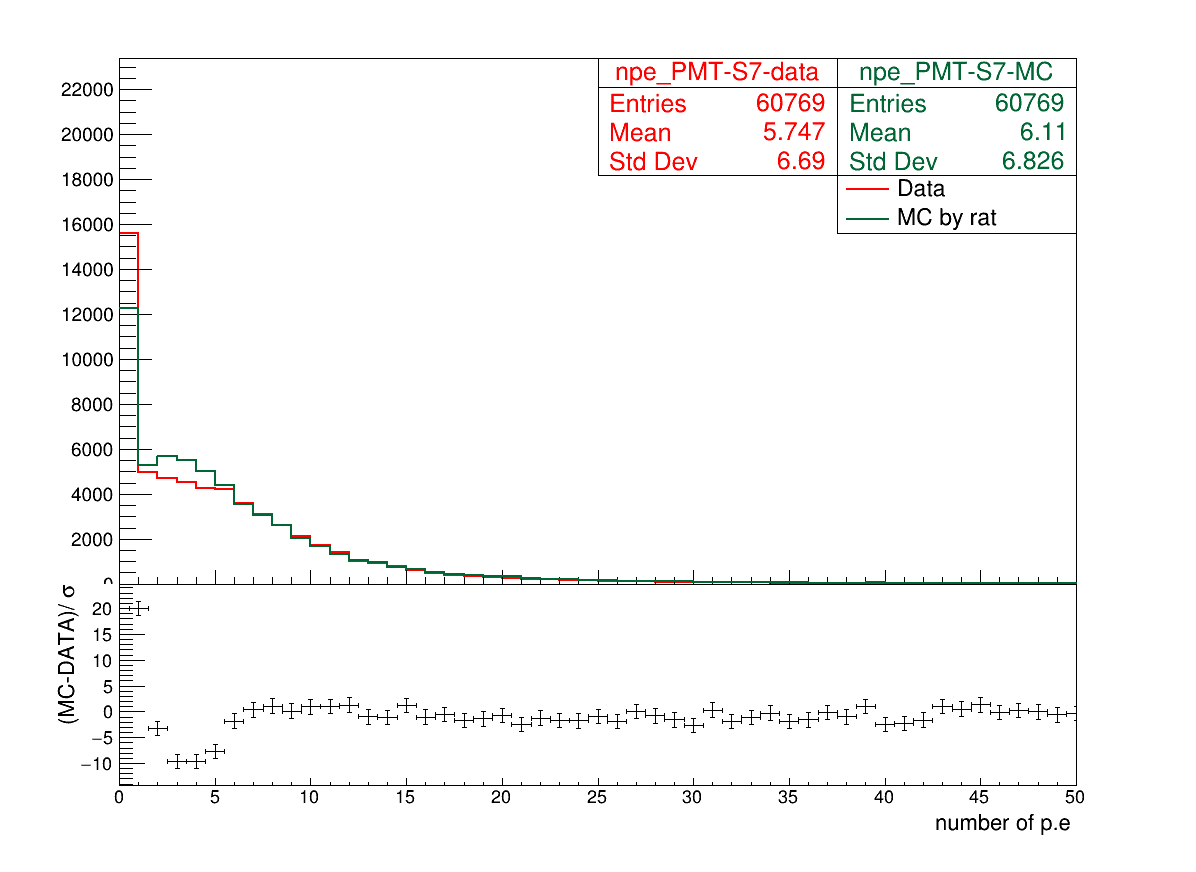 npe_PMT-S7-data npe_PMT-S7-MC
Entries 60769 Entries 60769
Mean 5.747 Mean 6.11
Std Dev 6.69 Std Dev 6.826
Data
MC by rat
22000
20000
18000
16000
14000
12000
10000
8000
6000
4000
2000
0
(MC-DATA)/ σ
20
15
10
5
0
−5
−10
0 5 10 15 20 25 30 35 40 45 50
number of p.e